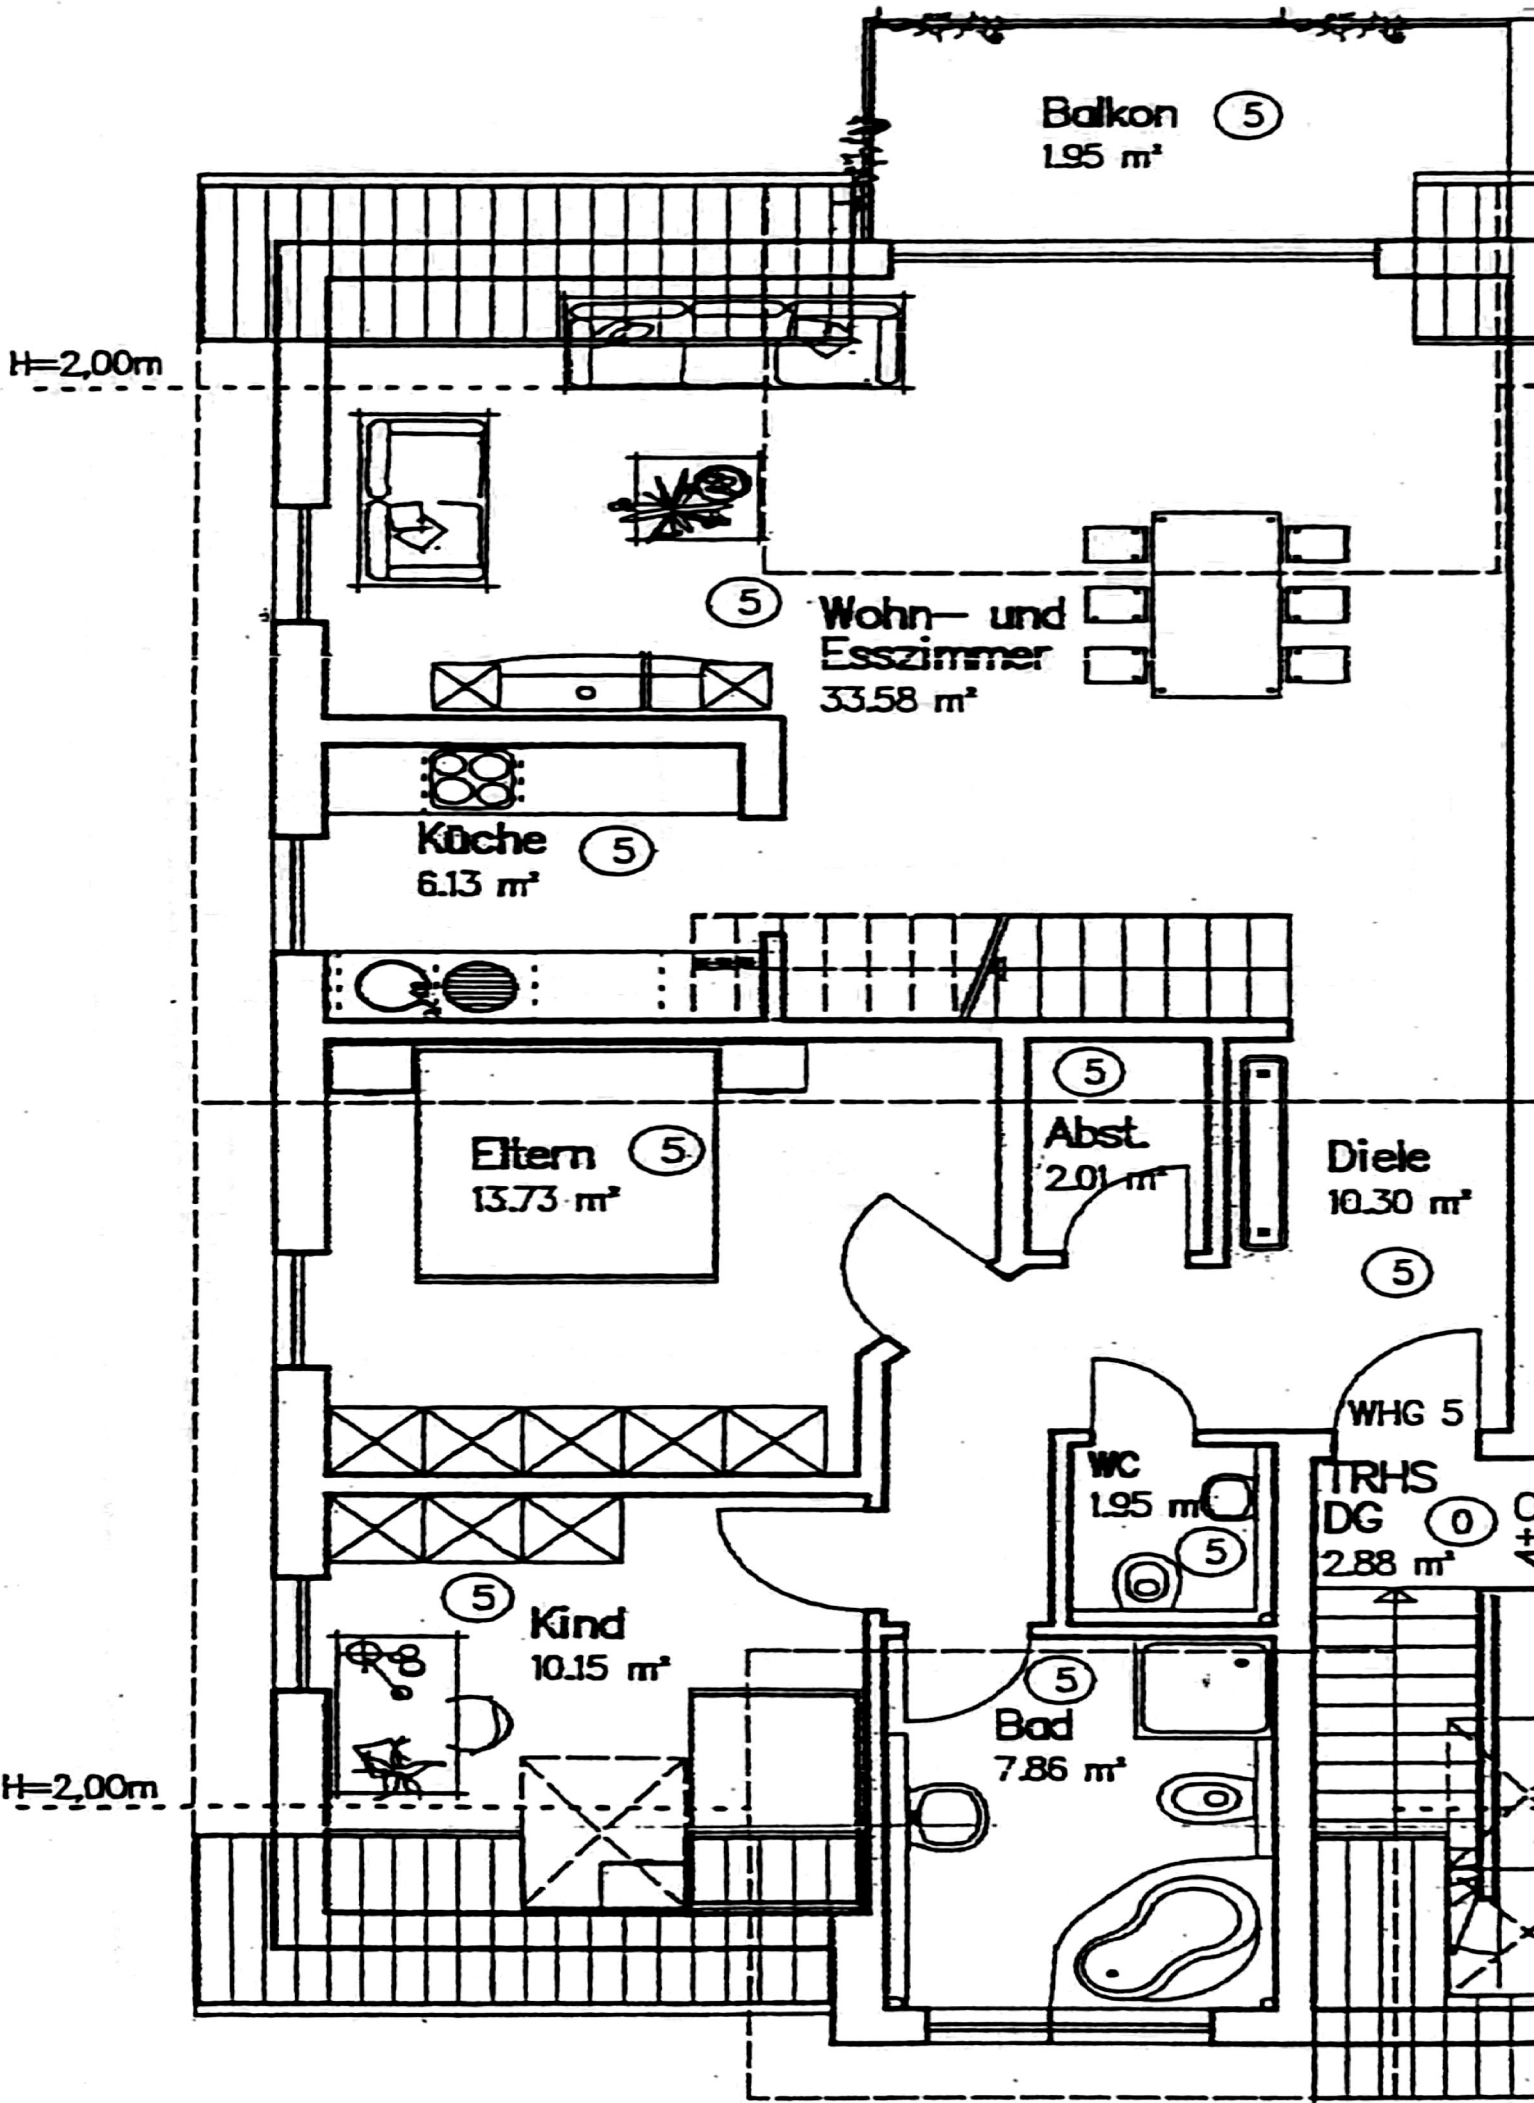 Balkon 5
1.95 m²
H=2,00m
5
Wohn- und
Esszimmer
33.58 m²
Küche 5
6.13 m²
5
Abst.
2.01 m²
Eltern 5
13.73 m²
Diele
10.30 m²
5
WHG 5
WC
1.95 m
5
TRHS
DG 0
2.88 m²
5
Kind
10.15 m²
5
Bad
7.86 m²
H=2,00m